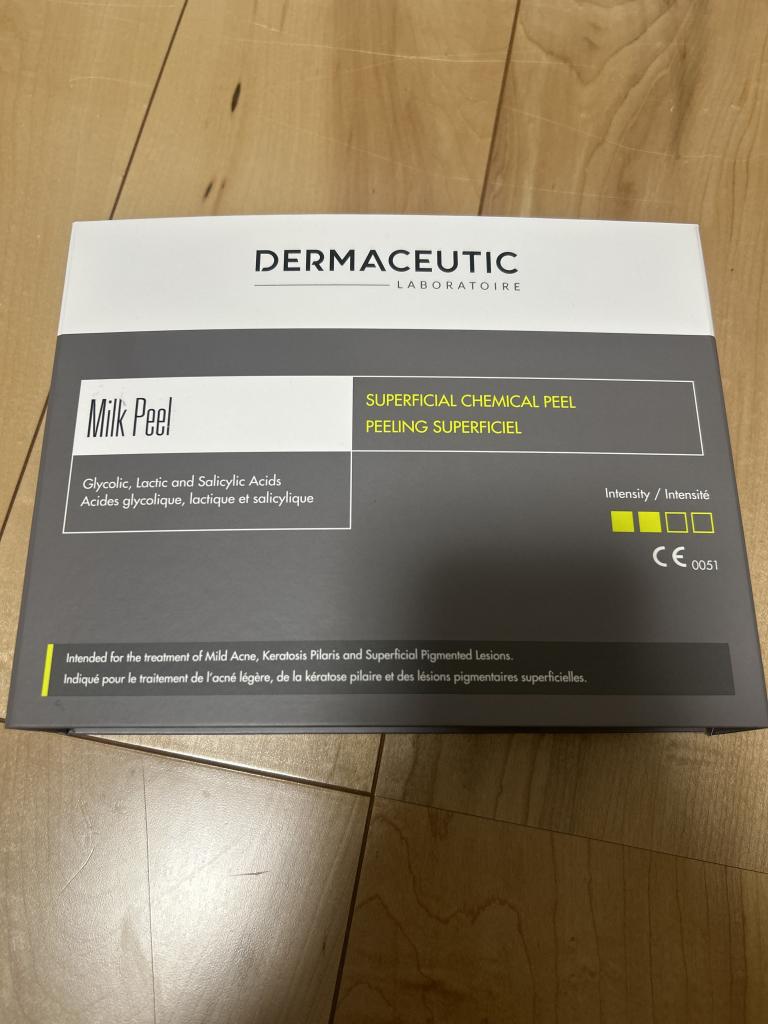 DERMACEUTIC
LABORATOIRE
Milk Peel
SUPERFICIAL CHEMICAL PEEL
PEELING SUPERFICIEL
Glycolic, Lactic and Salicylic Acids
Acides glycolique, lactique et salicylique
Intensity / Intensité
CE 0051
Intended for the treatment of Mild Acne, Keratosis Pilaris and Superficial Pigmented Lesions.
Indiqué pour le traitement de l'acné légère, de la kératose pilaire et des lésions pigmentaires superficielles.